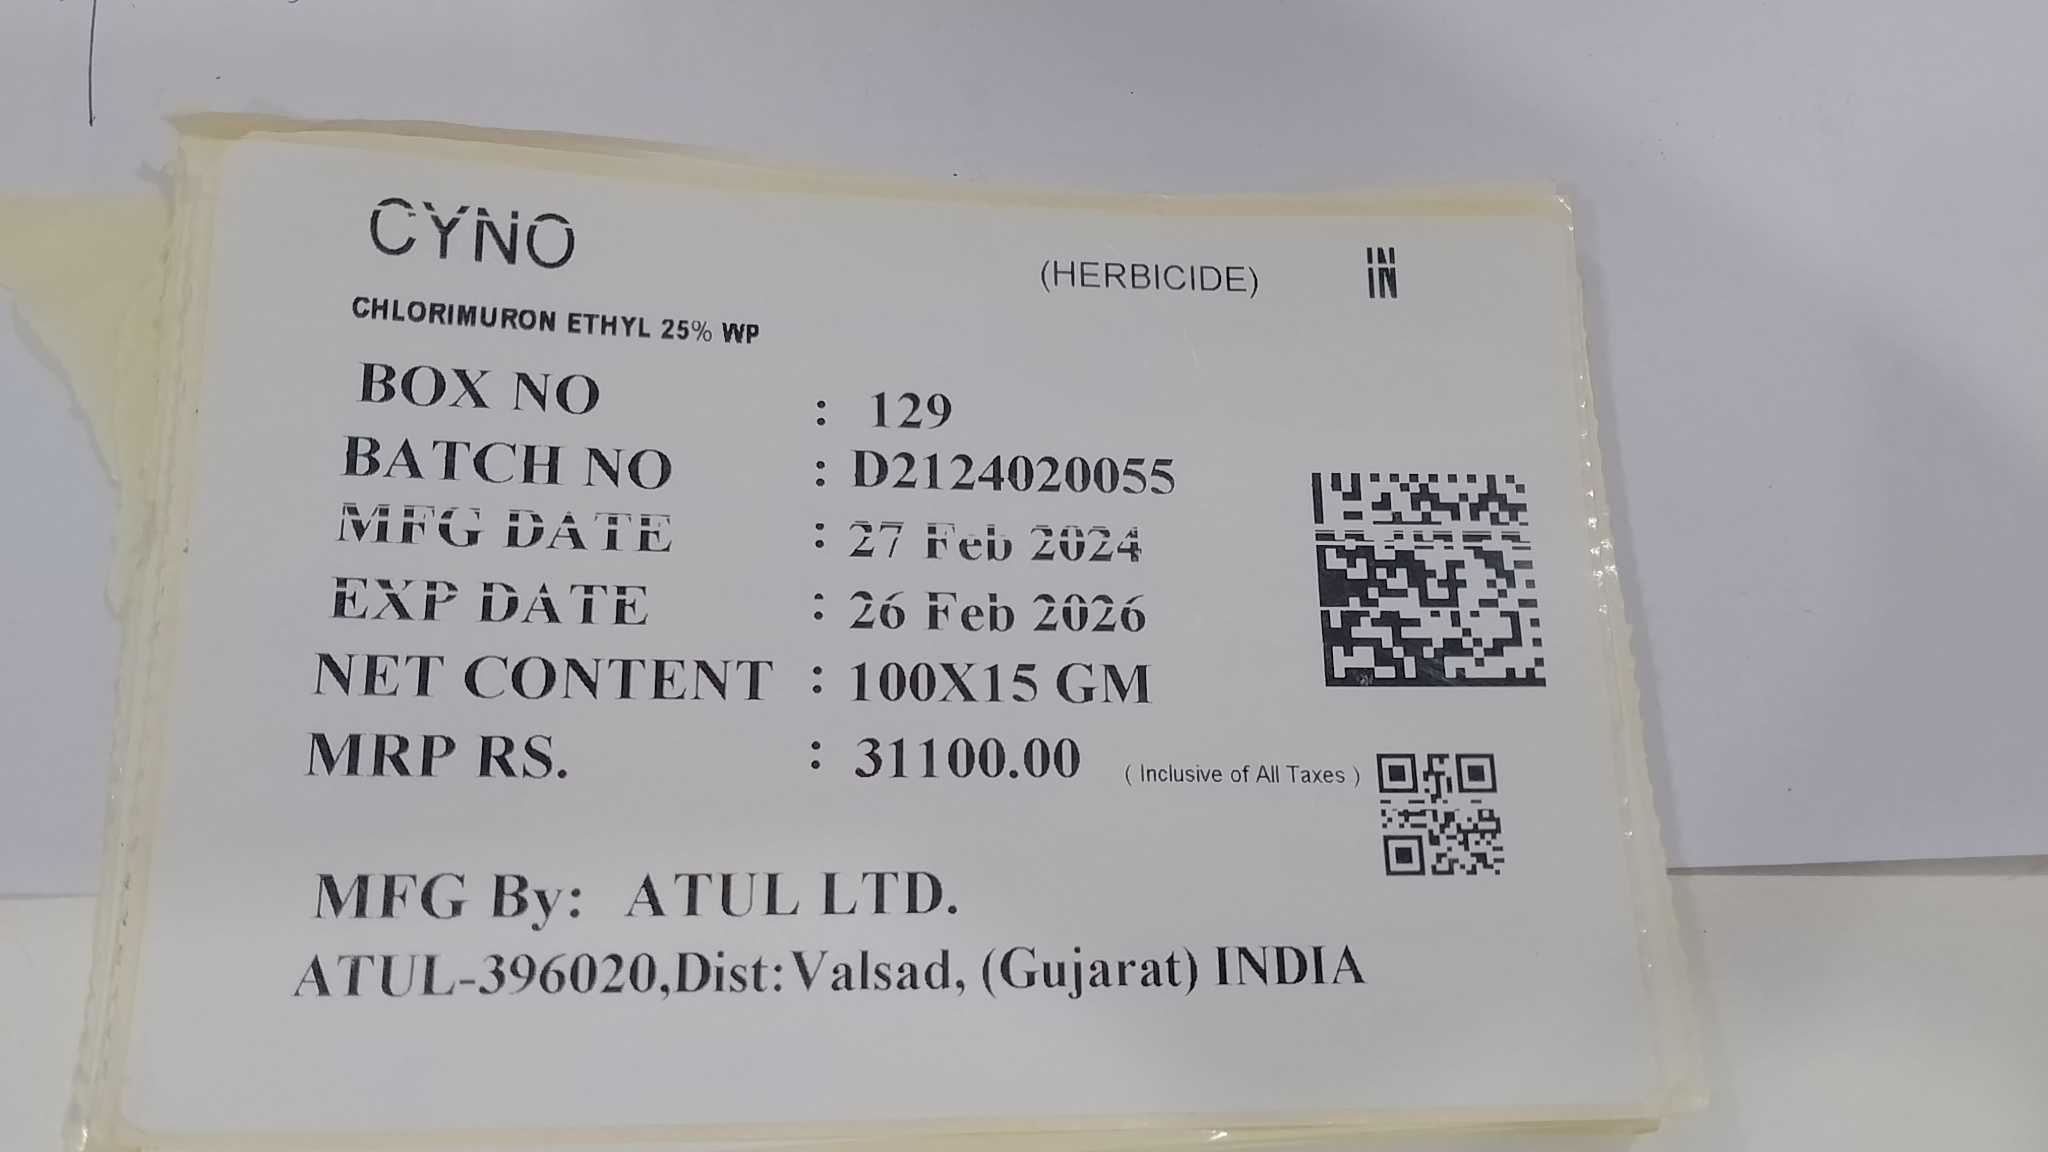 CYNO
(HERBICIDE) IN
CHLORIMURON ETHYL 25% WP
BOX NO : 129
BATCH NO : D2124020055
MFG DATE : 27 Feb 2024
EXP DATE : 26 Feb 2026
NET CONTENT : 100X15 GM
MRP RS. : 31100.00 ( Inclusive of All Taxes )
MFG By: ATUL LTD.
ATUL-396020,Dist:Valsad, (Gujarat) INDIA